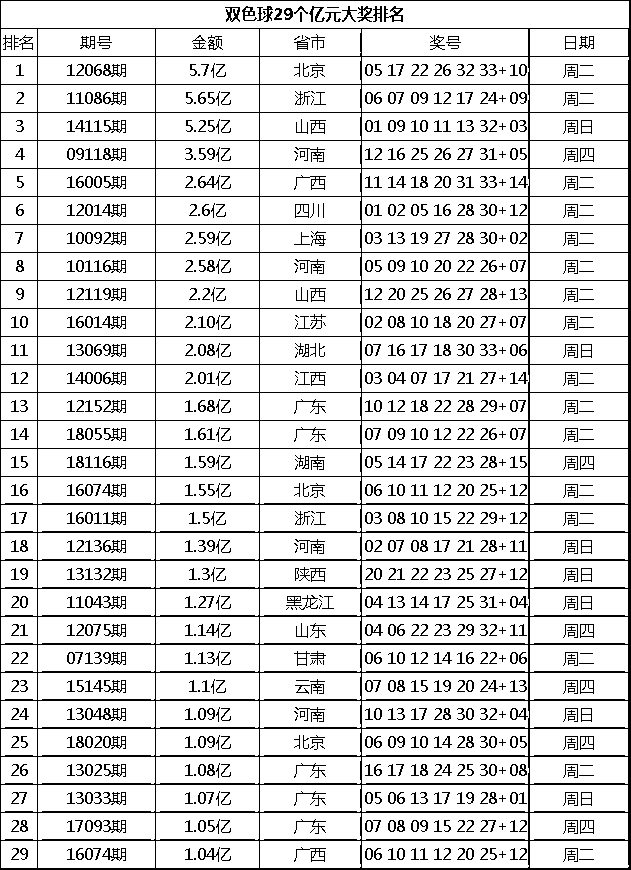 双色球29个亿元大奖排名
排名 期号 金额 省市 奖号 日期
1 12068期 5.7亿 北京 05 17 22 26 32 33+10 周二
2 11086期 5.65亿 浙江 06 07 09 12 17 24+09 周二
3 14115期 5.25亿 山西 01 09 10 11 13 32+03 周日
4 09118期 3.59亿 河南 12 16 25 26 27 31+05 周四
5 16005期 2.64亿 广西 11 14 18 20 31 33+14 周二
6 12014期 2.6亿 四川 01 02 05 16 28 30+12 周二
7 10092期 2.59亿 上海 03 13 19 27 28 30+02 周二
8 10116期 2.58亿 河南 05 09 10 20 22 26+07 周二
9 12119期 2.2亿 山西 12 20 25 26 27 28+13 周二
10 16014期 2.10亿 江苏 02 08 10 18 20 27+07 周二
11 13069期 2.08亿 湖北 07 16 17 18 30 33+06 周日
12 14006期 2.01亿 江西 03 04 07 17 21 27+14 周二
13 12152期 1.68亿 广东 10 12 18 22 28 29+07 周二
14 18055期 1.61亿 广东 07 09 10 12 22 26+07 周二
15 18116期 1.59亿 湖南 05 14 17 22 23 28+15 周四
16 16074期 1.55亿 北京 06 10 11 12 20 25+12 周二
17 16011期 1.5亿 浙江 03 08 10 15 22 29+12 周二
18 12136期 1.39亿 河南 02 07 08 17 21 28+11 周日
19 13132期 1.3亿 陕西 20 21 22 23 25 27+12 周日
20 11043期 1.27亿 黑龙江 04 13 14 17 25 31+04 周日
21 12075期 1.14亿 山东 04 06 22 23 29 32+11 周四
22 07139期 1.13亿 甘肃 06 10 12 14 16 22+06 周二
23 15145期 1.1亿 云南 07 08 15 19 20 24+13 周四
24 13048期 1.09亿 河南 10 13 17 28 30 32+04 周日
25 18020期 1.09亿 北京 06 09 10 14 28 30+05 周四
26 13025期 1.08亿 广东 16 17 18 24 25 30+08 周二
27 13033期 1.07亿 广东 05 06 13 17 19 28+01 周日
28 17093期 1.05亿 广东 07 08 09 15 22 27+12 周四
29 16074期 1.04亿 广西 06 10 11 12 20 25+12 周二